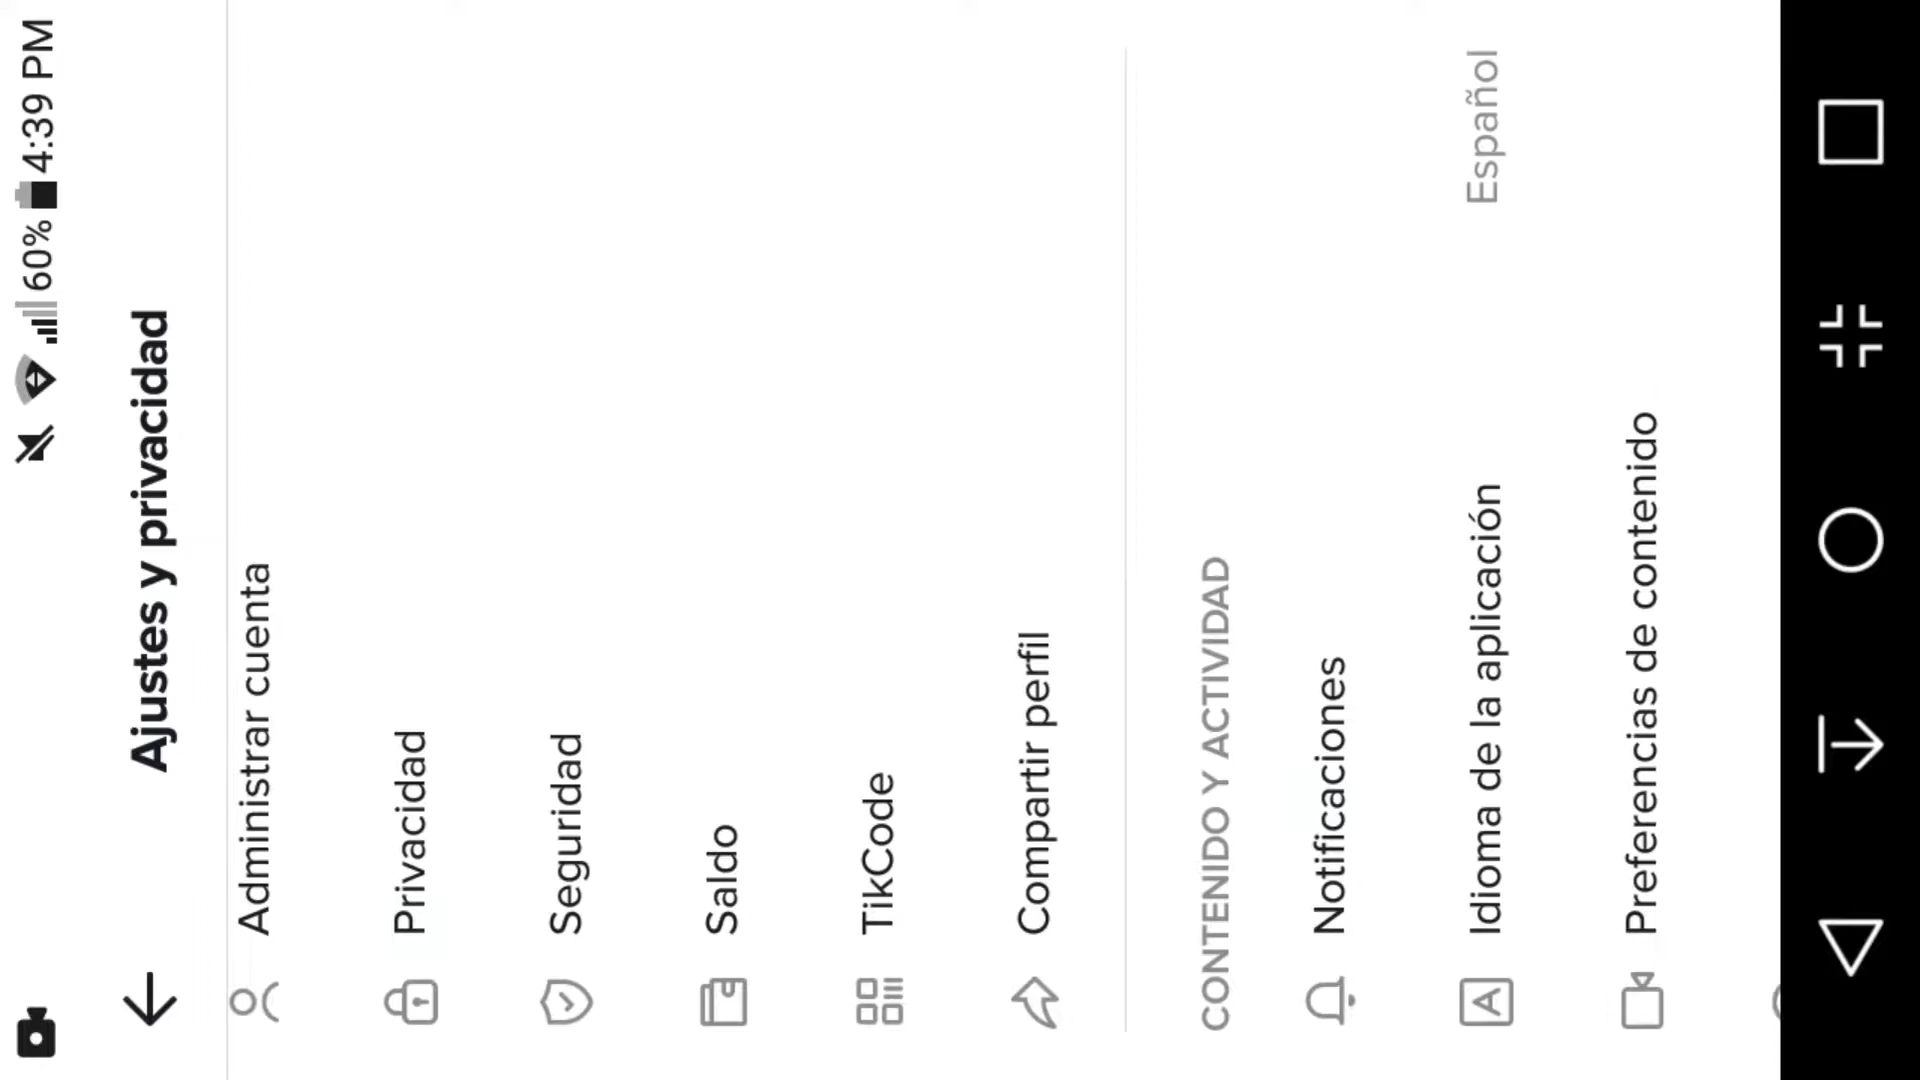 60% 4:39 PM
Ajustes y privacidad
Administrar cuenta
Privacidad
Seguridad
Saldo
TikCode
Compartir perfil
CONTENIDO Y ACTIVIDAD
Notificaciones
Idioma de la aplicación Español
Preferencias de contenido